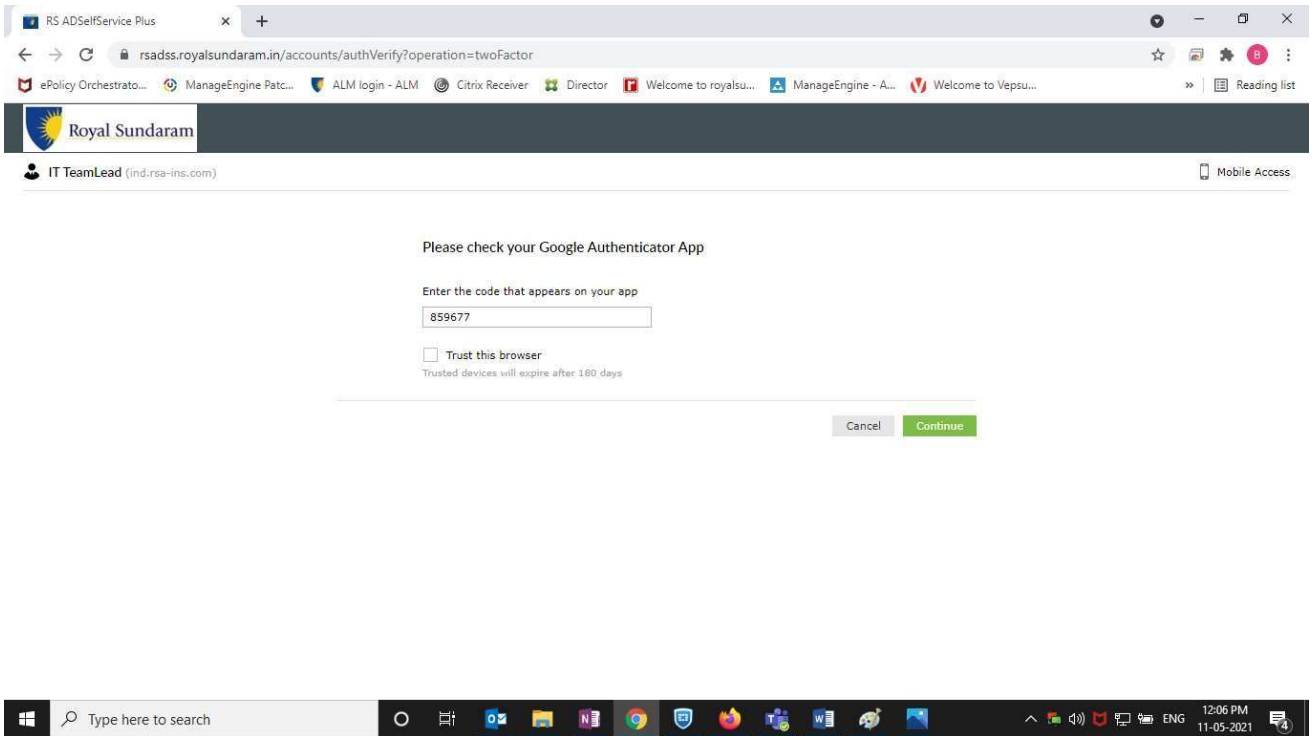 RS ADSelfService Plus
rsadss.royalsundaram.in/accounts/authVerify?operation=twoFactor
B
ePolicy Orchestrato... ManageEngine Patc... ALM login - ALM Citrix Receiver Director Welcome to royalsu... ManageEngine - A... Welcome to Vepsu... » Reading list
Royal Sundaram
IT TeamLead (ind.rsa-ins.com) Mobile Access
Please check your Google Authenticator App
Enter the code that appears on your app
859677
Trust this browser
Trusted devices will expire after 180 days
Cancel Continue
Type here to search ENG 12:06 PM
11-05-2021 4